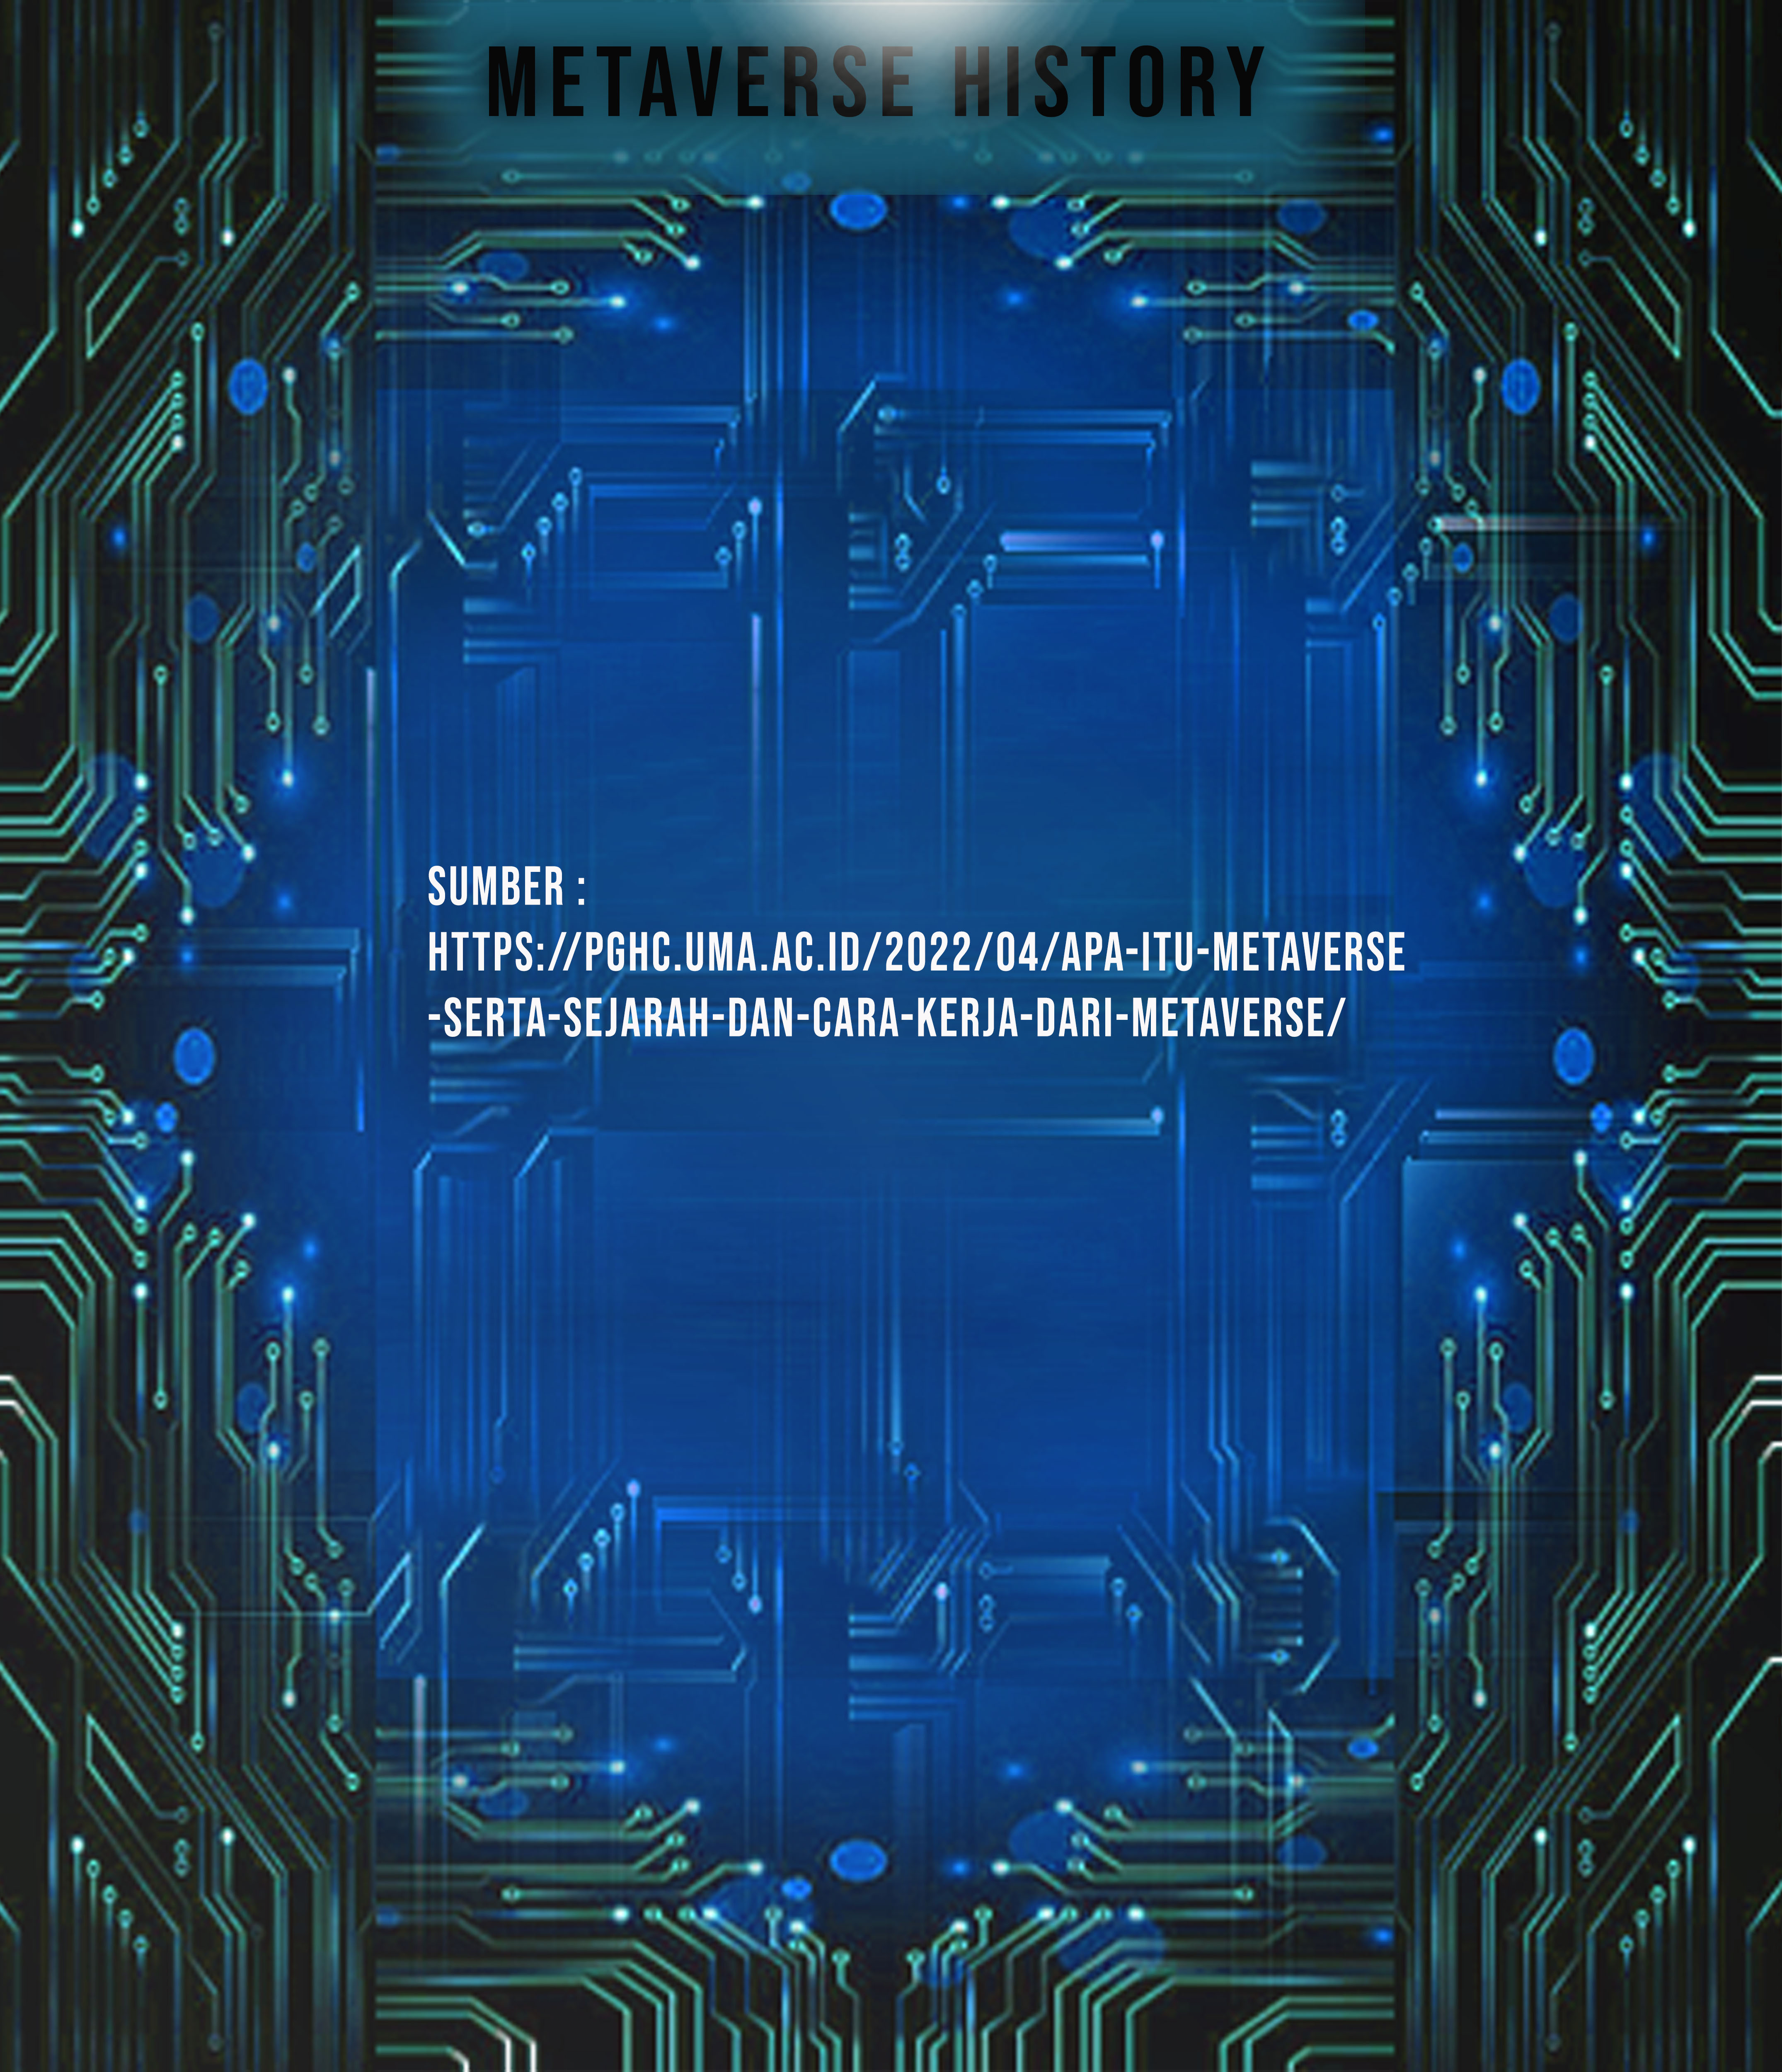 METAVERSE HISTORY
SUMBER :
HTTPS://PGHC.UMA.AC.ID/2022/04/APA-ITU-METAVERSE
-SERTA-SEJARAH-DAN-CARA-KERJA-DARI-METAVERSE/